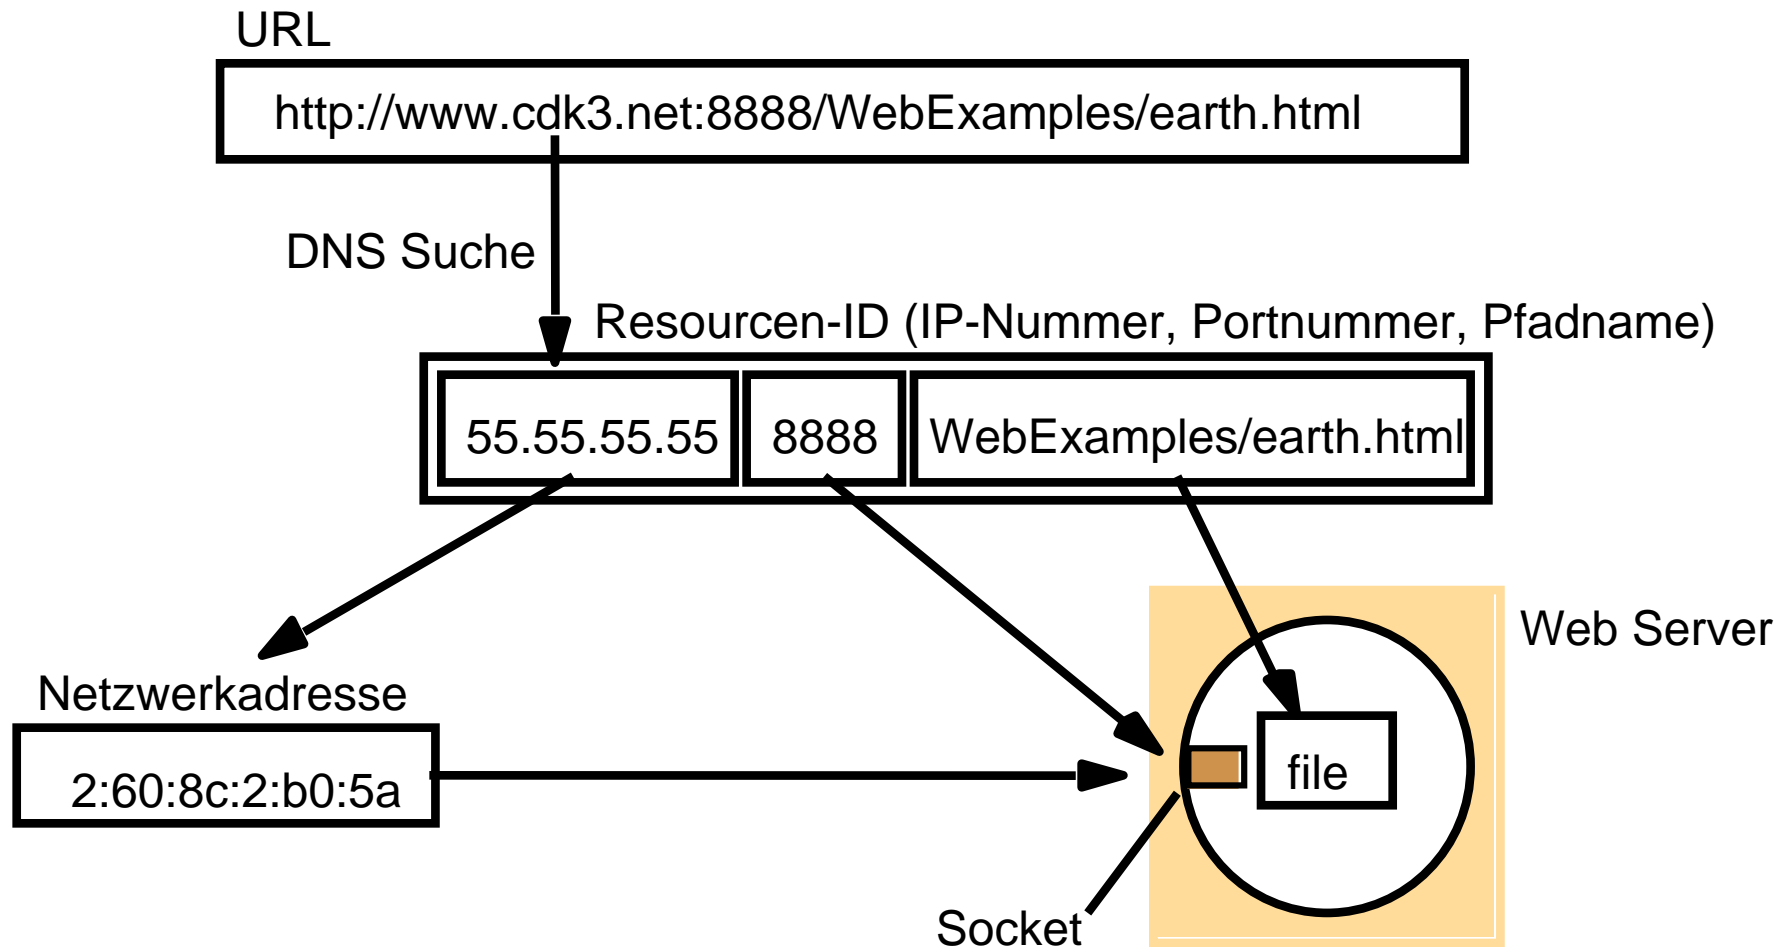 URL
http://www.cdk3.net:8888/WebExamples/earth.html
DNS Suche
Resourcen-ID (IP-Nummer, Portnummer, Pfadname)
55.55.55.55 8888 WebExamples/earth.html
Web Server
Netzwerkadresse
2:60:8c:2:b0:5a
file
Socket